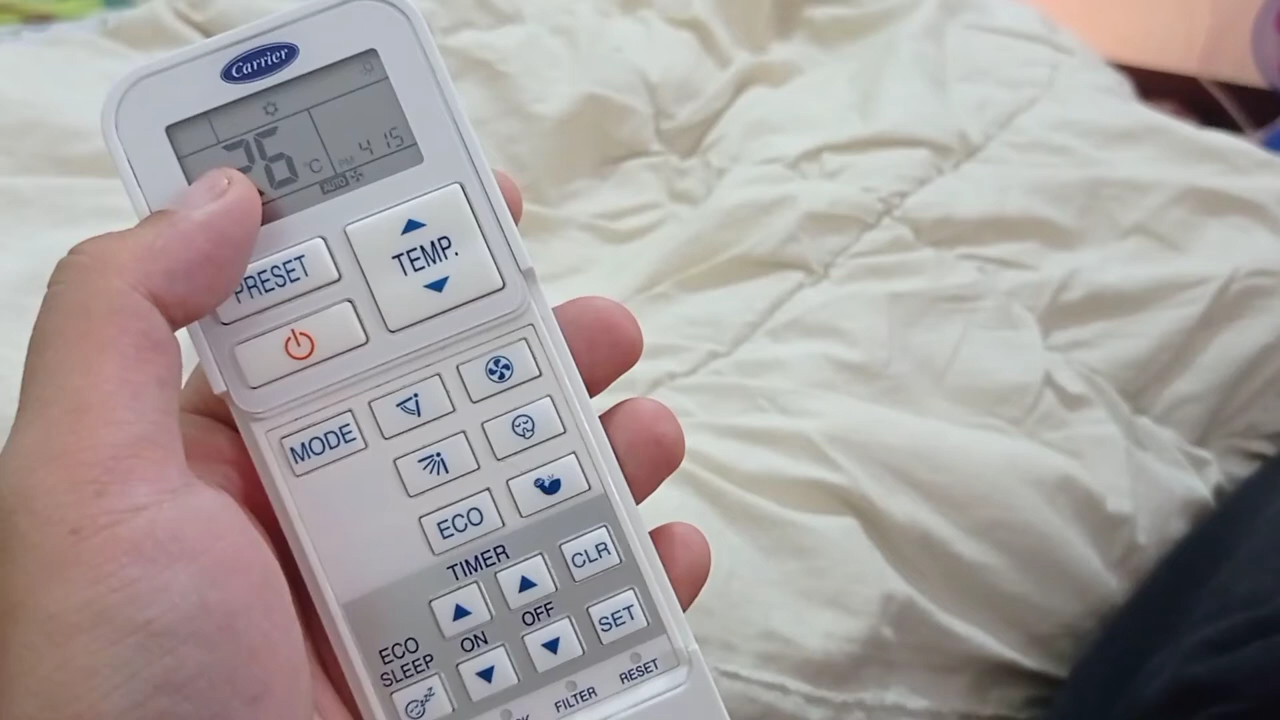 Carrier
26 °C PM 4 15
AUTO
PRESET
TEMP.
MODE
ECO
TIMER
CLR
ON
OFF
SET
ECO
SLEEP
FILTER
RESET